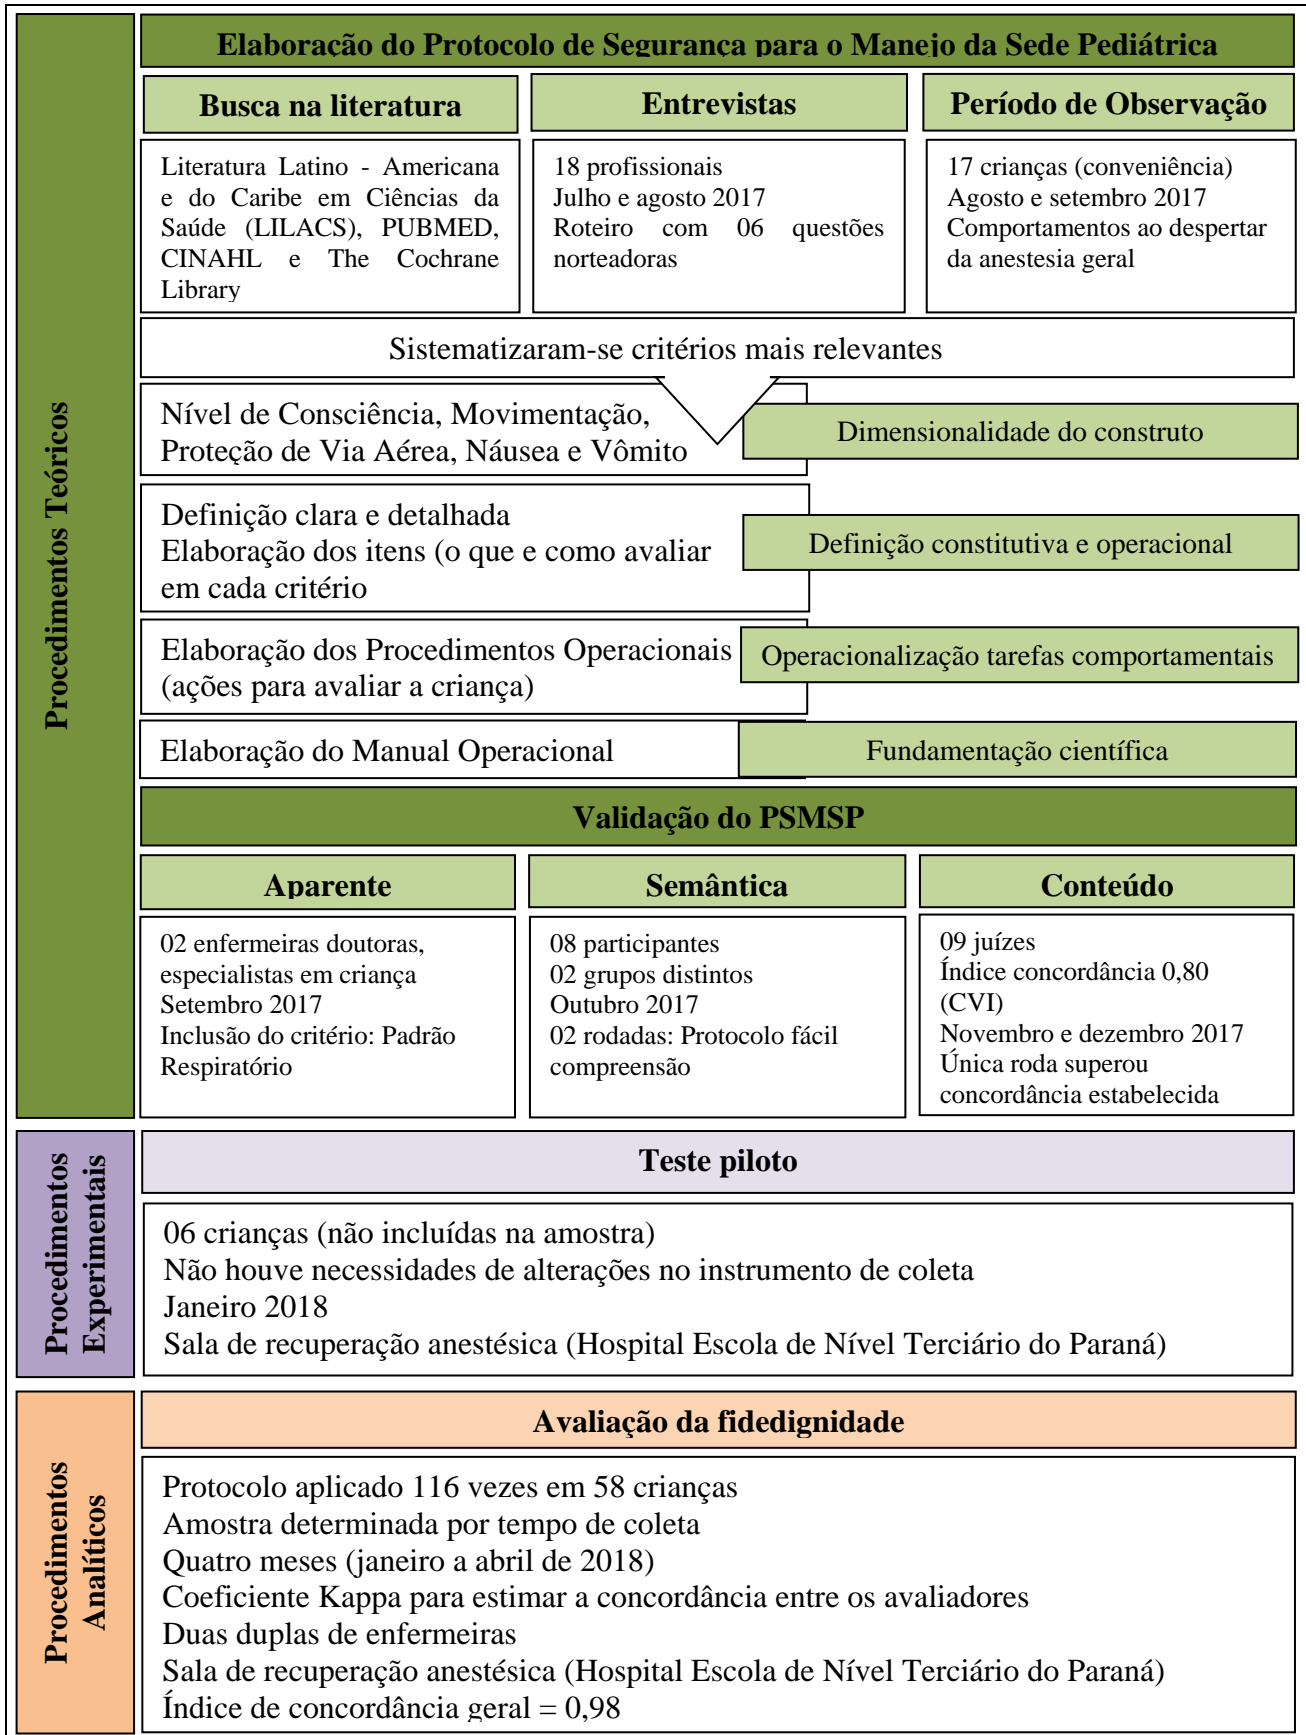 Procedimentos Teóricos
Elaboração do Protocolo de Segurança para o Manejo da Sede Pediátrica
Busca na literatura
Literatura Latino - Americana
e do Caribe em Ciências da
Saúde (LILACS), PUBMED,
CINAHL e The Cochrane
Library
Entrevistas
18 profissionais
Julho e agosto 2017
Roteiro com 06 questões
norteadoras
Período de Observação
17 crianças (conveniência)
Agosto e setembro 2017
Comportamentos ao despertar
da anestesia geral
Sistematizaram-se critérios mais relevantes
Nível de Consciência, Movimentação,
Proteção de Via Aérea, Náusea e Vômito
Dimensionalidade do construto
Definição clara e detalhada
Elaboração dos itens (o que e como avaliar
em cada critério
Definição constitutiva e operacional
Elaboração dos Procedimentos Operacionais
(ações para avaliar a criança)
Operacionalização tarefas comportamentais
Elaboração do Manual Operacional
Fundamentação científica
Validação do PSMSP
Aparente
02 enfermeiras doutoras,
especialistas em criança
Setembro 2017
Inclusão do critério: Padrão
Respiratório
Semântica
08 participantes
02 grupos distintos
Outubro 2017
02 rodadas: Protocolo fácil
compreensão
Conteúdo
09 juízes
Índice concordância 0,80
(CVI)
Novembro e dezembro 2017
Única roda superou
concordância estabelecida
Procedimentos
Experimentais
Teste piloto
06 crianças (não incluídas na amostra)
Não houve necessidades de alterações no instrumento de coleta
Janeiro 2018
Sala de recuperação anestésica (Hospital Escola de Nível Terciário do Paraná)
Procedimentos
Analíticos
Avaliação da fidedignidade
Protocolo aplicado 116 vezes em 58 crianças
Amostra determinada por tempo de coleta
Quatro meses (janeiro a abril de 2018)
Coeficiente Kappa para estimar a concordância entre os avaliadores
Duas duplas de enfermeiras
Sala de recuperação anestésica (Hospital Escola de Nível Terciário do Paraná)
Índice de concordância geral = 0,98